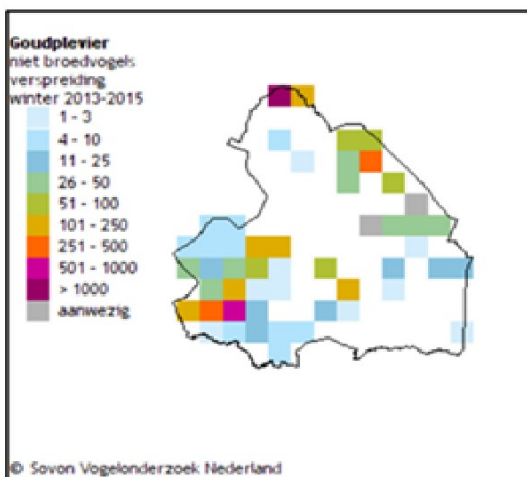 Goudplevier
niet broedvogels
verspreiding
winter 2013-2015
1 - 3
4 - 10
11 - 25
26 - 50
51 - 100
101 - 250
251 - 500
501 - 1000
> 1000
aanwezig
© Sovon Vogelonderzoek Nederland